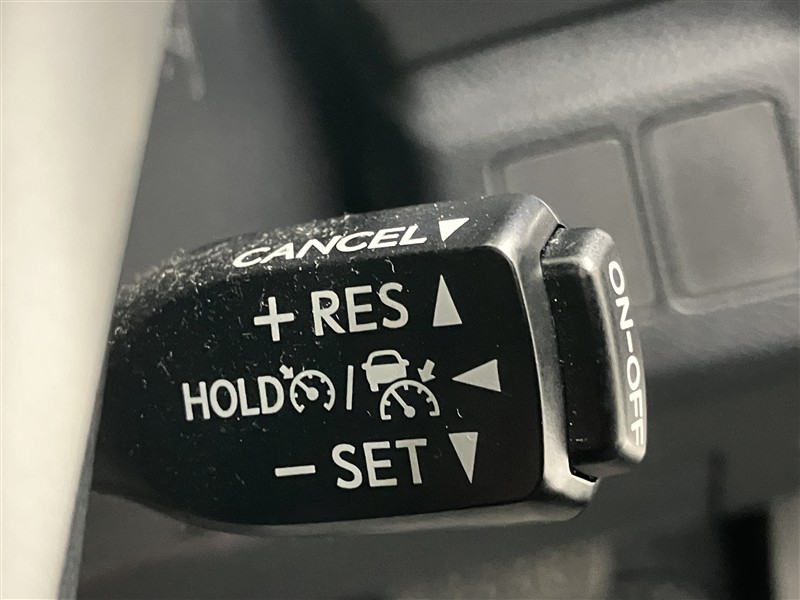 CANCEL ▼
+ RES ▲
HOLD / ◀
− SET ▼
ON-OFF